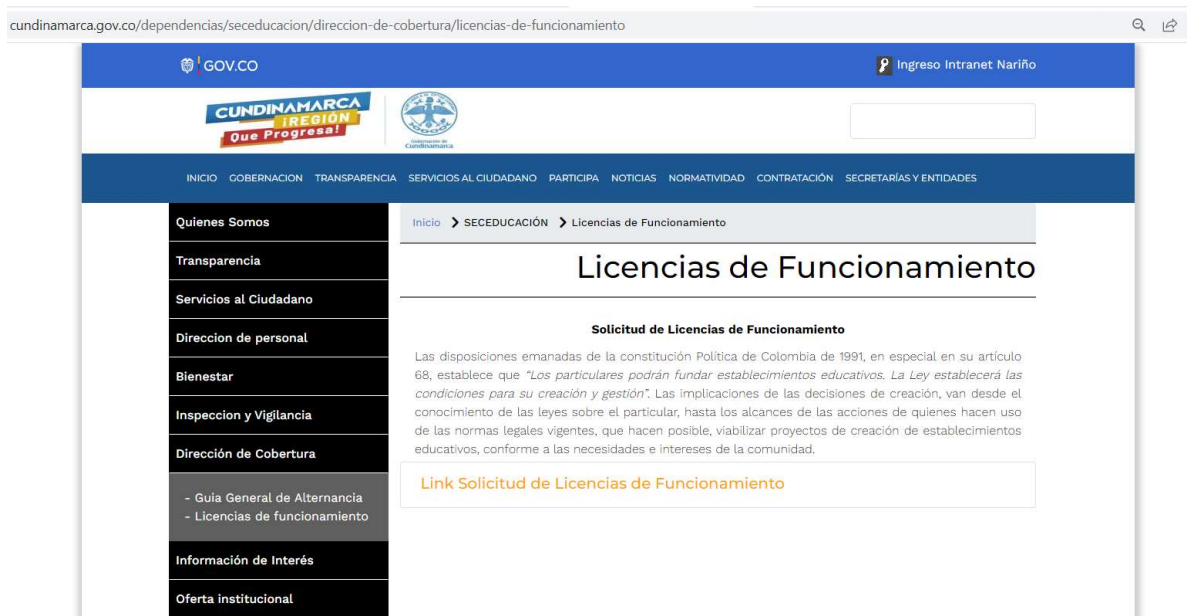 cundinamarca.gov.co/dependencias/seceducacion/direccion-de-cobertura/licencias-de-funcionamiento
GOV.CO
Ingreso Intranet Nariño
CUNDINAMARCA
¡REGIÓN
Que Progresa!
Gobernación de
Cundinamarca
INICIO GOBERNACION TRANSPARENCIA SERVICIOS AL CIUDADANO PARTICIPA NOTICIAS NORMATIVIDAD CONTRATACIÓN SECRETARÍAS Y ENTIDADES
Quienes Somos
Transparencia
Servicios al Ciudadano
Direccion de personal
Bienestar
Inspeccion y Vigilancia
Dirección de Cobertura
- Guia General de Alternancia
- Licencias de funcionamiento
Información de Interés
Oferta institucional
Inicio > SECEDUCACIÓN > Licencias de Funcionamiento
Licencias de Funcionamiento
Solicitud de Licencias de Funcionamiento
Las disposiciones emanadas de la constitución Política de Colombia de 1991, en especial en su artículo
68, establece que “Los particulares podrán fundar establecimientos educativos. La Ley establecerá las
condiciones para su creación y gestión”. Las implicaciones de las decisiones de creación, van desde el
conocimiento de las leyes sobre el particular, hasta los alcances de las acciones de quienes hacen uso
de las normas legales vigentes, que hacen posible, viabilizar proyectos de creación de establecimientos
educativos, conforme a las necesidades e intereses de la comunidad.
Link Solicitud de Licencias de Funcionamiento